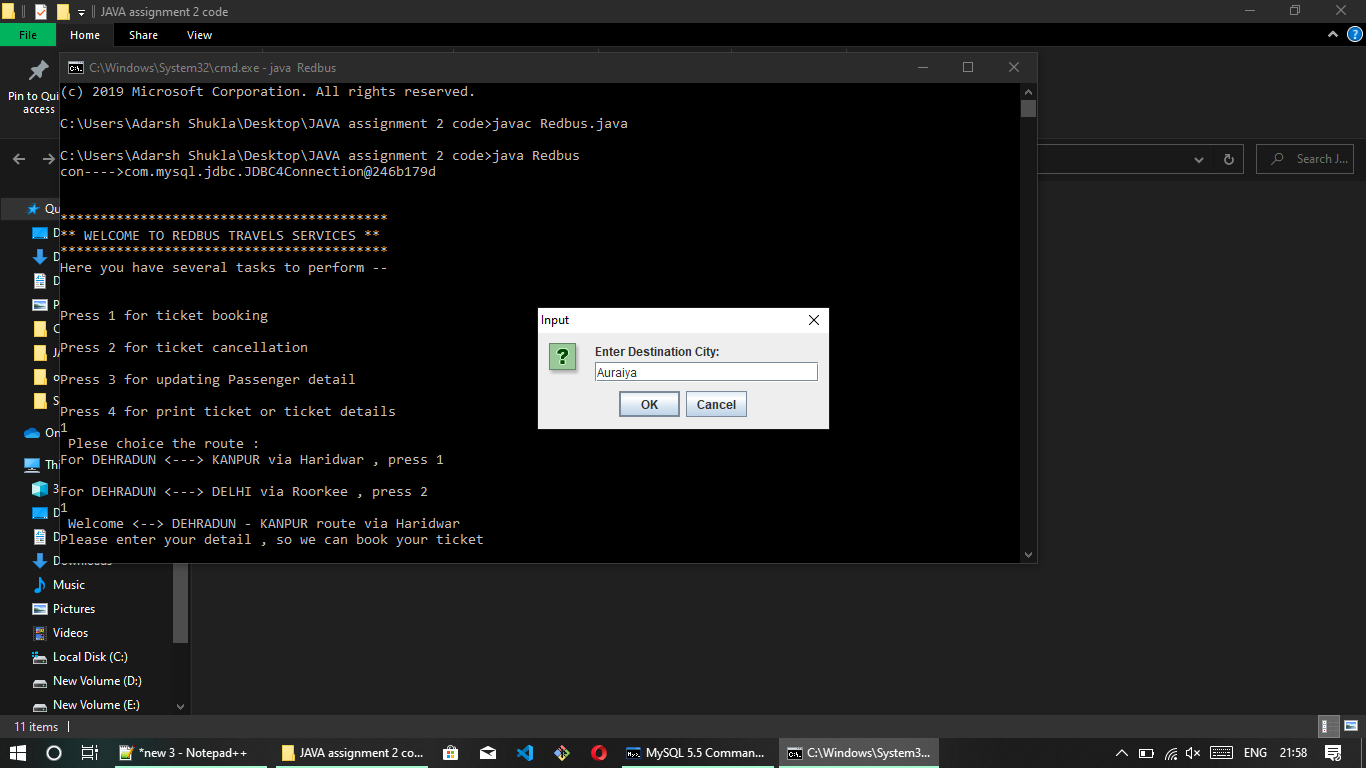 JAVA assignment 2 code
File Home Share View
C:\Windows\System32\cmd.exe - java  Redbus
Pin to Qui
access
(c) 2019 Microsoft Corporation. All rights reserved.
C:\Users\Adarsh Shukla\Desktop\JAVA assignment 2 code>javac Redbus.java
C:\Users\Adarsh Shukla\Desktop\JAVA assignment 2 code>java Redbus
con---->com.mysql.jdbc.JDBC4Connection@246b179d
Search J...
*****************************************
** WELCOME TO REDBUS TRAVELS SERVICES **
*****************************************
Here you have several tasks to perform --
Press 1 for ticket booking
Press 2 for ticket cancellation
Press 3 for updating Passenger detail
Press 4 for print ticket or ticket details
1
Plese choice the route :
For DEHRADUN <---> KANPUR via Haridwar , press 1
For DEHRADUN <---> DELHI via Roorkee , press 2
1
Welcome <--> DEHRADUN - KANPUR route via Haridwar
Please enter your detail , so we can book your ticket
Input
?
Enter Destination City:
Auraiya
OK Cancel
Qu
D
D
D
P
C
JA
o
S
On
Thi
3
D
D
Music
Pictures
Videos
Local Disk (C:)
New Volume (D:)
New Volume (E:)
11 items
*new 3 - Notepad++ JAVA assignment 2 co... MySQL 5.5 Comman... C:\Windows\System3... ENG 21:58